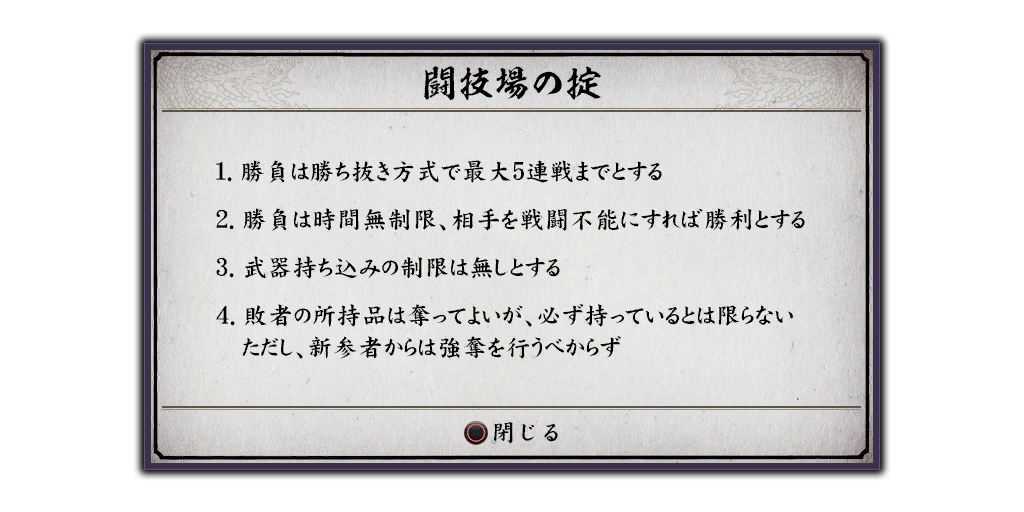 闘技場の掟
1. 勝負は勝ち抜き方式で最大5連戦までとする
2. 勝負は時間無制限、相手を戦闘不能にすれば勝利とする
3. 武器持ち込みの制限は無しとする
4. 敗者の所持品は奪ってよいが、必ず持っているとは限らない
ただし、新参者からは強奪を行うべからず
閉じる